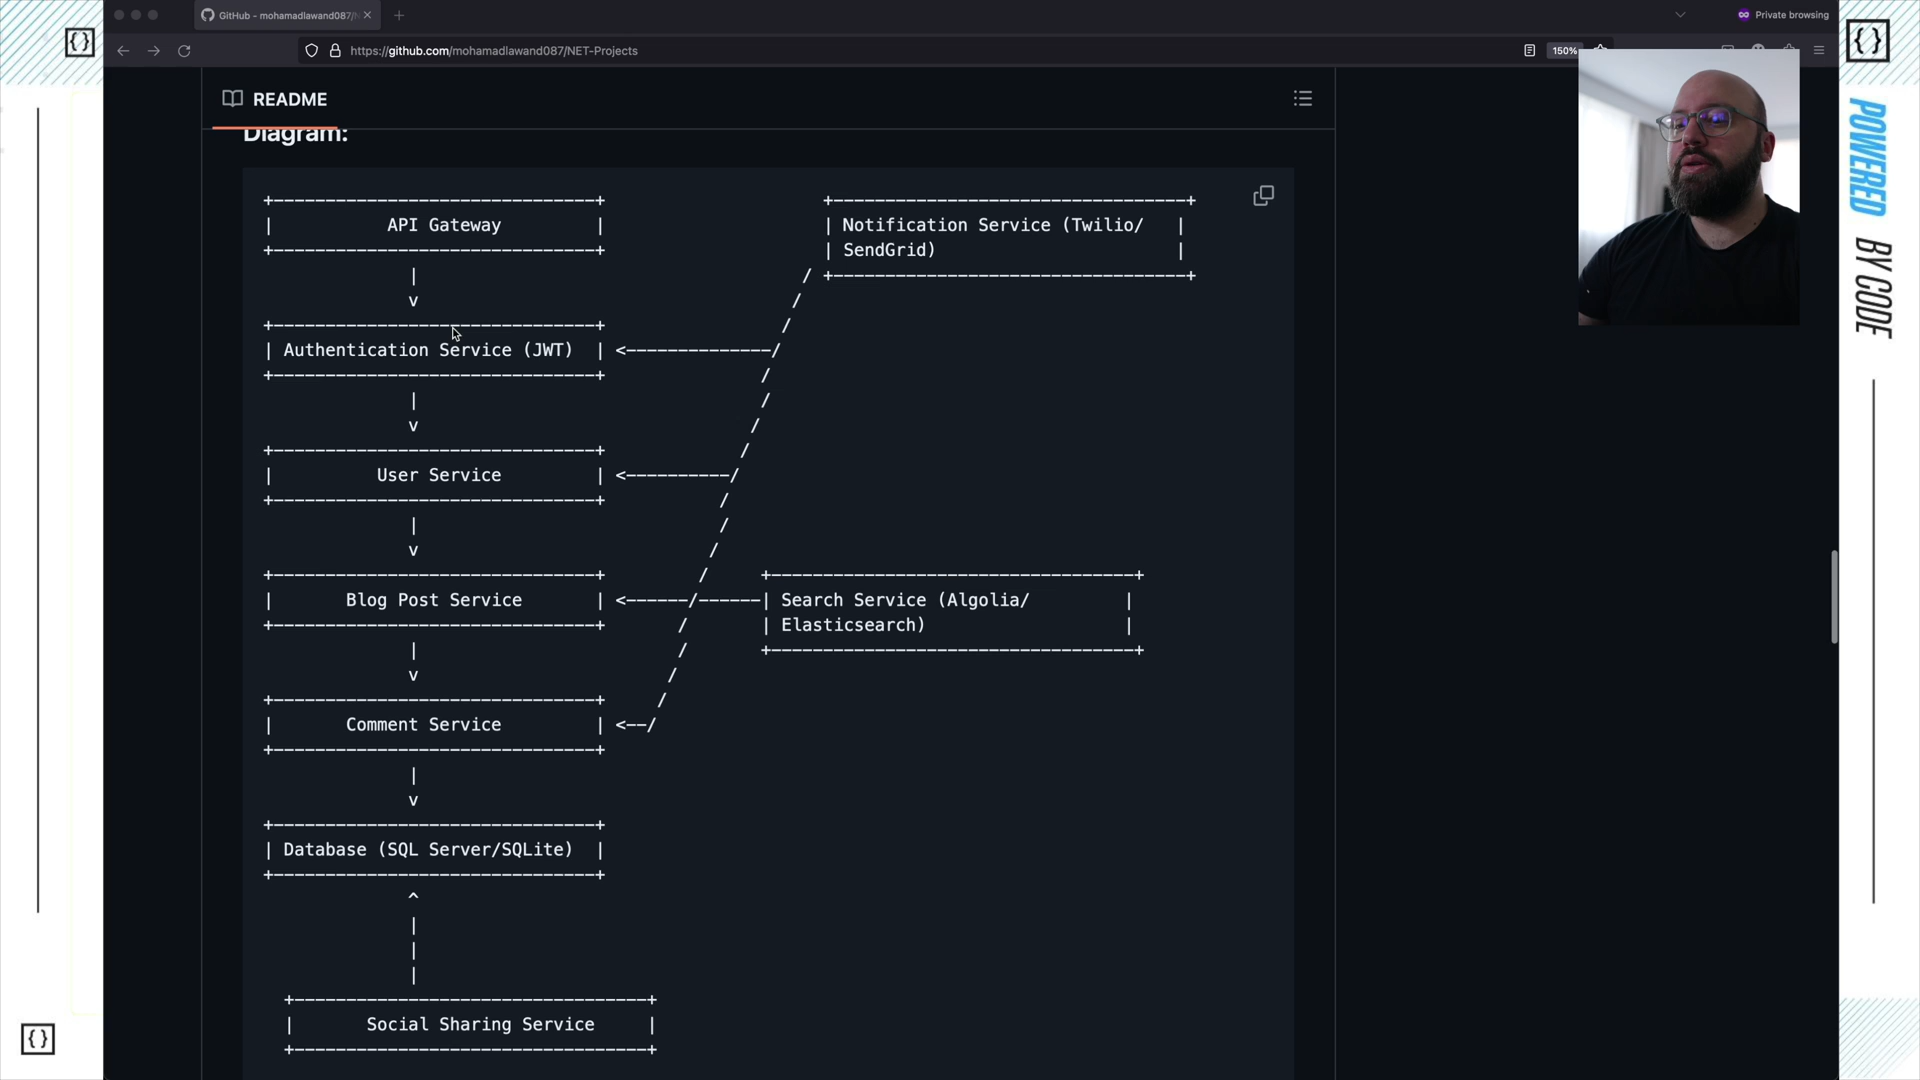 GitHub - mohamadlawand087/
Private browsing
https://github.com/mohamadlawand087/NET-Projects
150%
README
Diagram:
API Gateway
Notification Service (Twilio/
SendGrid)
v
Authentication Service (JWT)
v
User Service
v
Blog Post Service
Search Service (Algolia/
Elasticsearch)
v
Comment Service
v
Database (SQL Server/SQLite)
^
Social Sharing Service
{}
{}
{}
POWERED BY CODE